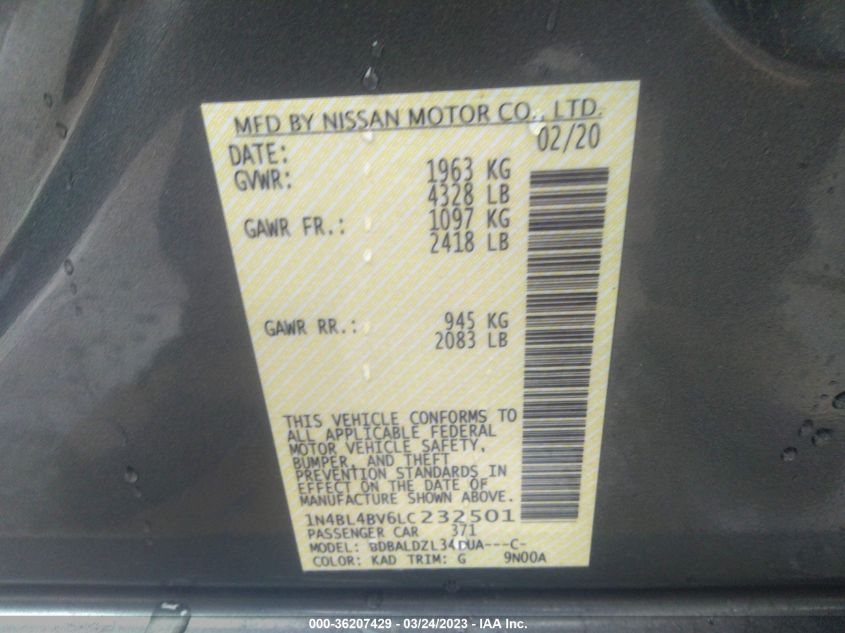 MFD BY NISSAN MOTOR CO., LTD.
DATE: 02/20
GVWR: 1963 KG
4328 LB
GAWR FR.: 1097 KG
2418 LB
GAWR RR.: 945 KG
2083 LB
THIS VEHICLE CONFORMS TO
ALL APPLICABLE FEDERAL
MOTOR VEHICLE SAFETY,
BUMPER, AND THEFT
PREVENTION STANDARDS IN
EFFECT ON THE DATE OF
MANUFACTURE SHOWN ABOVE.
1N4BL4BV6LC232501
PASSENGER CAR 371
MODEL: BDBALDZL34DUA---C-
COLOR: KAD TRIM: G 9N00A
000-36207429 - 03/24/2023 - IAA Inc.